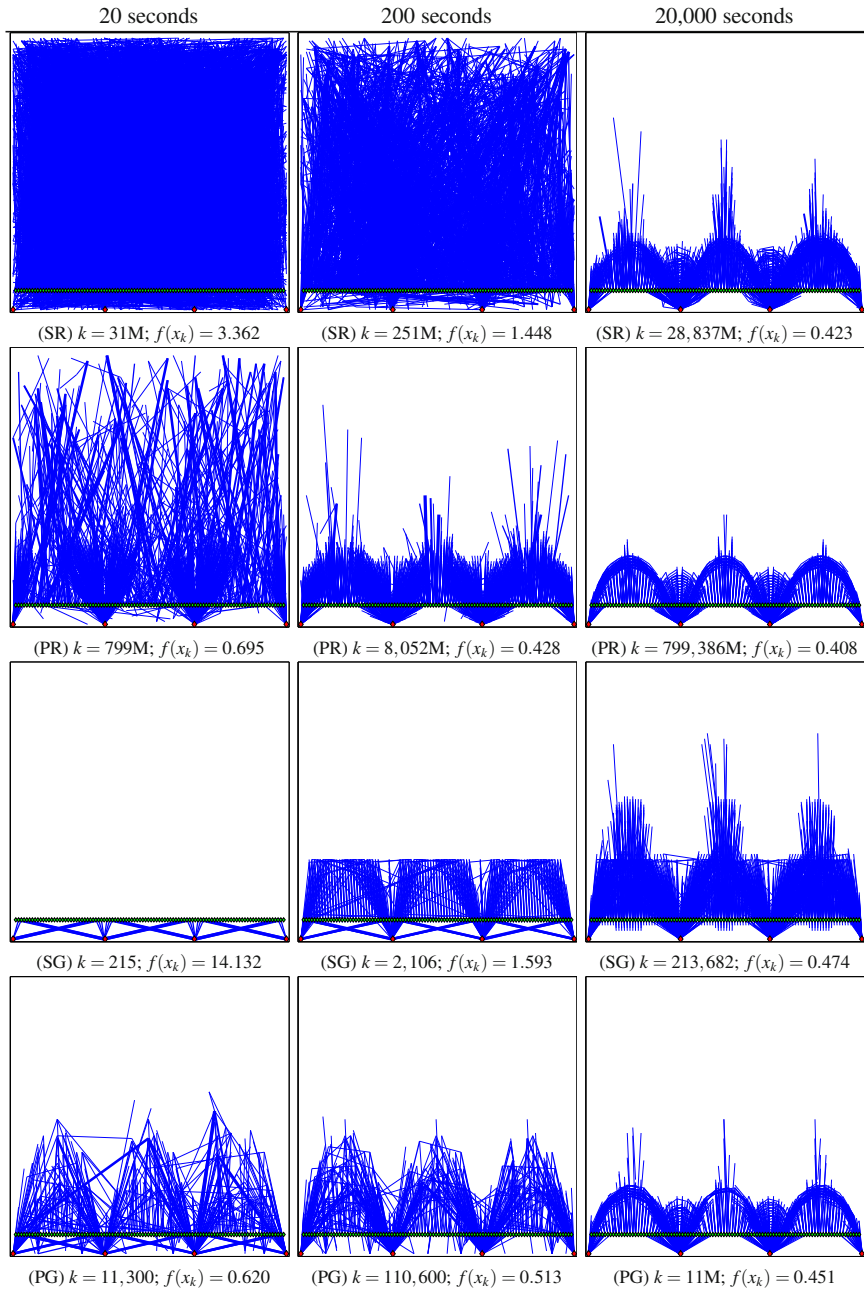 20 seconds 200 seconds 20,000 seconds
(SR) k = 31M; f(x_k) = 3.362 (SR) k = 251M; f(x_k) = 1.448 (SR) k = 28,837M; f(x_k) = 0.423
(PR) k = 799M; f(x_k) = 0.695 (PR) k = 8,052M; f(x_k) = 0.428 (PR) k = 799,386M; f(x_k) = 0.408
(SG) k = 215; f(x_k) = 14.132 (SG) k = 2,106; f(x_k) = 1.593 (SG) k = 213,682; f(x_k) = 0.474
(PG) k = 11,300; f(x_k) = 0.620 (PG) k = 110,600; f(x_k) = 0.513 (PG) k = 11M; f(x_k) = 0.451